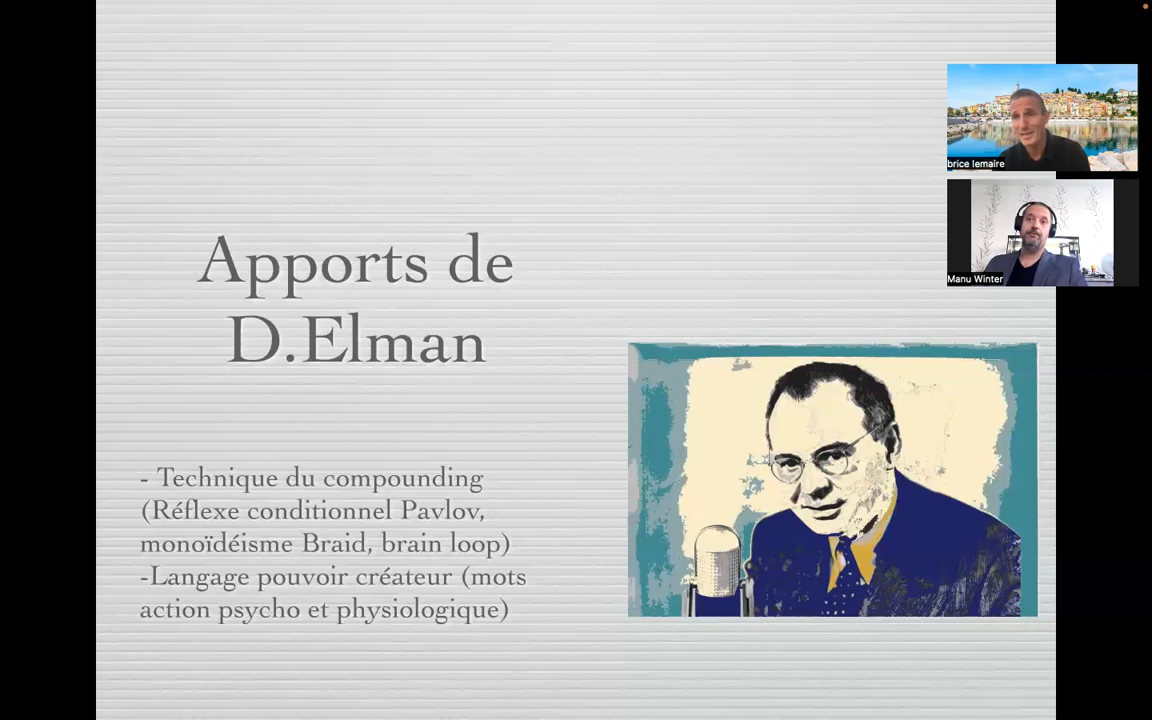 Apports de
D.Elman
- Technique du compounding
(Réflexe conditionnel Pavlov,
monoïdéisme Braid, brain loop)
-Langage pouvoir créateur (mots
action psycho et physiologique)
brice lemaire
Manu Winter